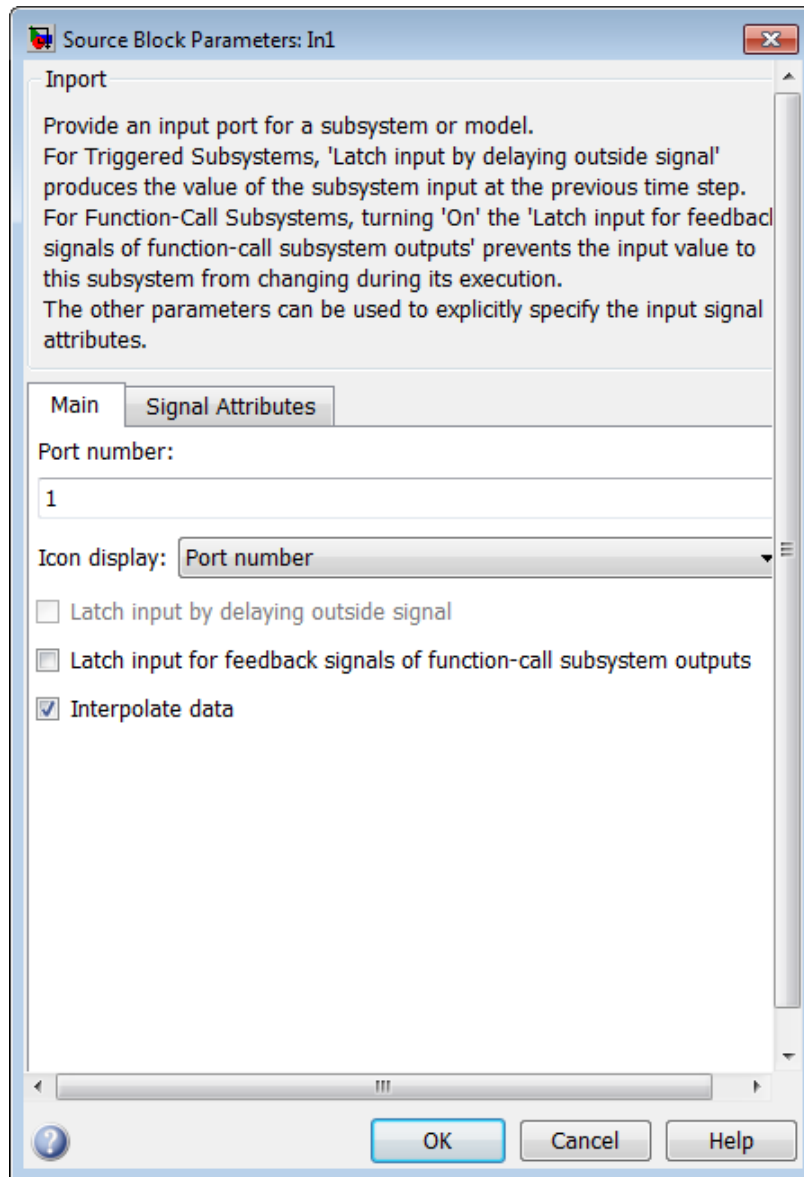 Source Block Parameters: In1
Inport
Provide an input port for a subsystem or model.
For Triggered Subsystems, 'Latch input by delaying outside signal'
produces the value of the subsystem input at the previous time step.
For Function-Call Subsystems, turning 'On' the 'Latch input for feedback
signals of function-call subsystem outputs' prevents the input value to
this subsystem from changing during its execution.
The other parameters can be used to explicitly specify the input signal
attributes.
Main Signal Attributes
Port number:
1
Icon display: Port number
Latch input by delaying outside signal
Latch input for feedback signals of function-call subsystem outputs
Interpolate data
? OK Cancel Help